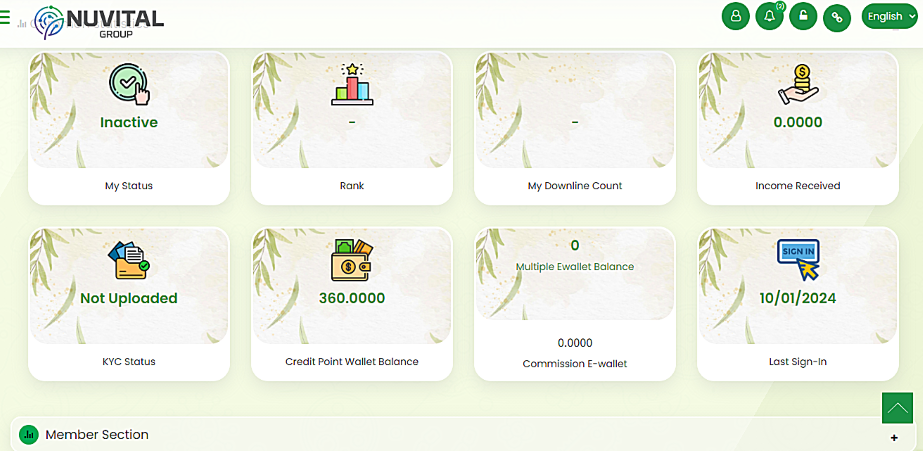 NUVITAL
GROUP
(2)
English
Inactive
My Status
-
Rank
-
My Downline Count
0.0000
Income Received
Not Uploaded
KYC Status
360.0000
Credit Point Wallet Balance
0
Multiple Ewallet Balance
0.0000
Commission E-wallet
SIGN IN
10/01/2024
Last Sign-In
Member Section
+